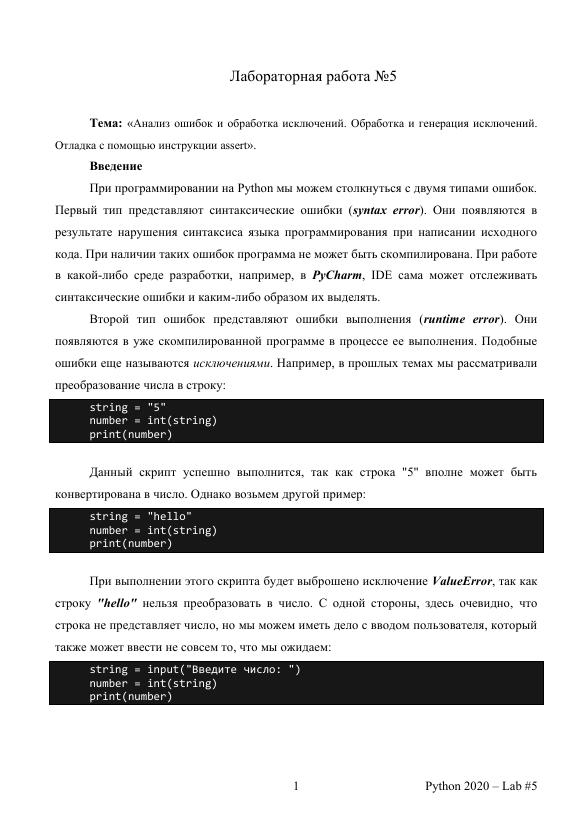 Лабораторная работа №5
Тема: «Анализ ошибок и обработка исключений. Обработка и генерация исключений.
Отладка с помощью инструкции assert».
Введение
При программировании на Python мы можем столкнуться с двумя типами ошибок.
Первый тип представляют синтаксические ошибки (syntax error). Они появляются в
результате нарушения синтаксиса языка программирования при написании исходного
кода. При наличии таких ошибок программа не может быть скомпилирована. При работе
в какой-либо среде разработки, например, в PyCharm, IDE сама может отслеживать
синтаксические ошибки и каким-либо образом их выделять.
Второй тип ошибок представляют ошибки выполнения (runtime error). Они
появляются в уже скомпилированной программе в процессе ее выполнения. Подобные
ошибки еще называются исключениями. Например, в прошлых темах мы рассматривали
преобразование числа в строку:
string = "5"
number = int(string)
print(number)
Данный скрипт успешно выполнится, так как строка "5" вполне может быть
конвертирована в число. Однако возьмем другой пример:
string = "hello"
number = int(string)
print(number)
При выполнении этого скрипта будет выброшено исключение ValueError, так как
строку "hello" нельзя преобразовать в число. С одной стороны, здесь очевидно, что
строка не представляет число, но мы можем иметь дело с вводом пользователя, который
также может ввести не совсем то, что мы ожидаем:
string = input("Введите число: ")
number = int(string)
print(number)
1 Python 2020 – Lab #5